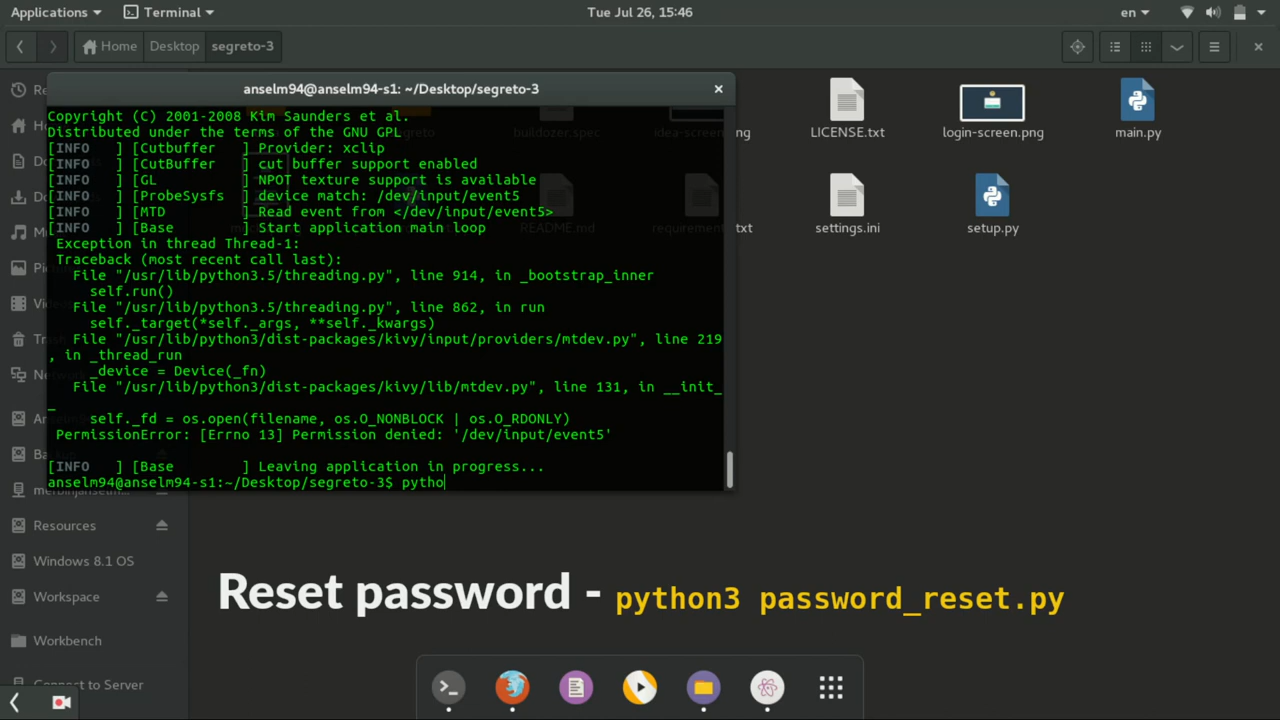 Applications
Terminal
Tue Jul 26, 15:46
en
Home
Desktop
segreto-3
anselm94@anselm94-s1: ~/Desktop/segreto-3
Copyright (C) 2001-2008 Kim Saunders et al.
Distributed under the terms of the GNU GPL
[INFO   ] [Cutbuffer   ] Provider: xclip
[INFO   ] [CutBuffer   ] cut buffer support enabled
[INFO   ] [GL          ] NPOT texture support is available
[INFO   ] [ProbeSysfs  ] device match: /dev/input/event5
[INFO   ] [MTD         ] Read event from </dev/input/event5>
[INFO   ] [Base        ] Start application main loop
Exception in thread Thread-1:
Traceback (most recent call last):
File "/usr/lib/python3.5/threading.py", line 914, in _bootstrap_inner
self.run()
File "/usr/lib/python3.5/threading.py", line 862, in run
self._target(*self._args, **self._kwargs)
File "/usr/lib/python3/dist-packages/kivy/input/providers/mtdev.py", line 219
, in _thread_run
_device = Device(_fn)
File "/usr/lib/python3/dist-packages/kivy/lib/mtdev.py", line 131, in __init_
_
self._fd = os.open(filename, os.O_NONBLOCK | os.O_RDONLY)
PermissionError: [Errno 13] Permission denied: '/dev/input/event5'
[INFO   ] [Base        ] Leaving application in progress...
anselm94@anselm94-s1:~/Desktop/segreto-3$ pytho
LICENSE.txt
login-screen.png
main.py
README.md
settings.ini
setup.py
Resources
Windows 8.1 OS
Workspace
Workbench
Connect to Server
Reset password - python3 password_reset.py